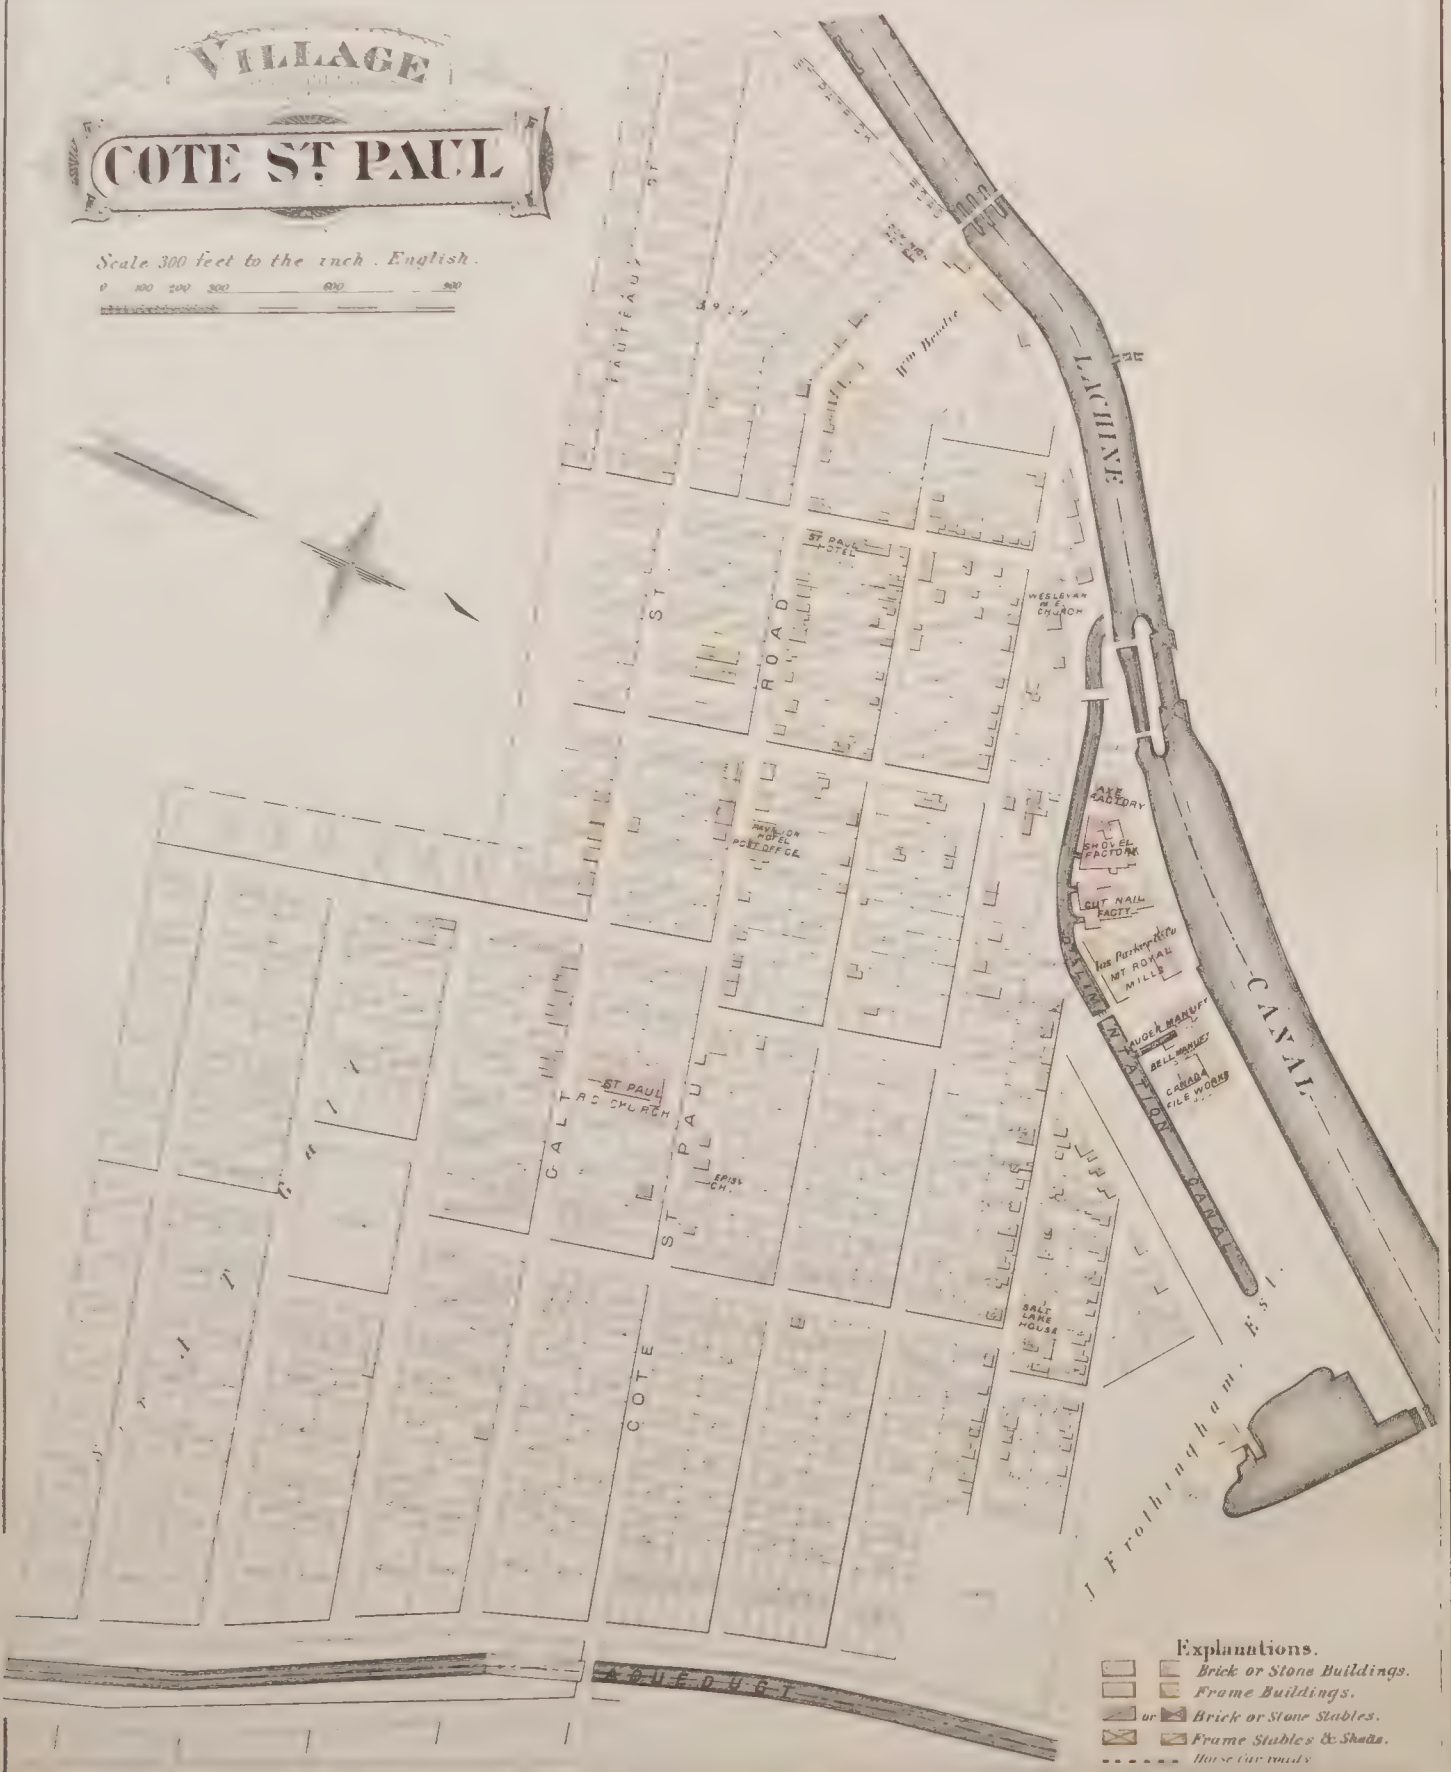 VILLAGE
COTE ST PAUL
Scale 300 feet to the inch . English .
0 100 200 300 600 900
ST
Wm Brodie
LACHINE
ST PAUL
HOTEL
ST
ROAD
WESLEYAN
M E
CHURCH
AXE
FACTORY
SHOVEL
FACTORY
PAVILION
HOTEL
POST OFFICE
CUT NAIL
FACTY
MT ROYAL
MILLS
CANAL
AUGER MANUFY
BELL MANUFY
CANADA
FILE WORKS
ALIMENTATION CANAL
ST PAUL
R C CHURCH
GALT
ST PAUL
EPIS
CH.
SALT
LAKE
HOUSE
COTE
J Frothingham Est
AQUEDUCT
Explanations.
Brick or Stone Buildings.
Frame Buildings.
or Brick or Stone Stables.
Frame Stables & Sheds.
Horse Car roads